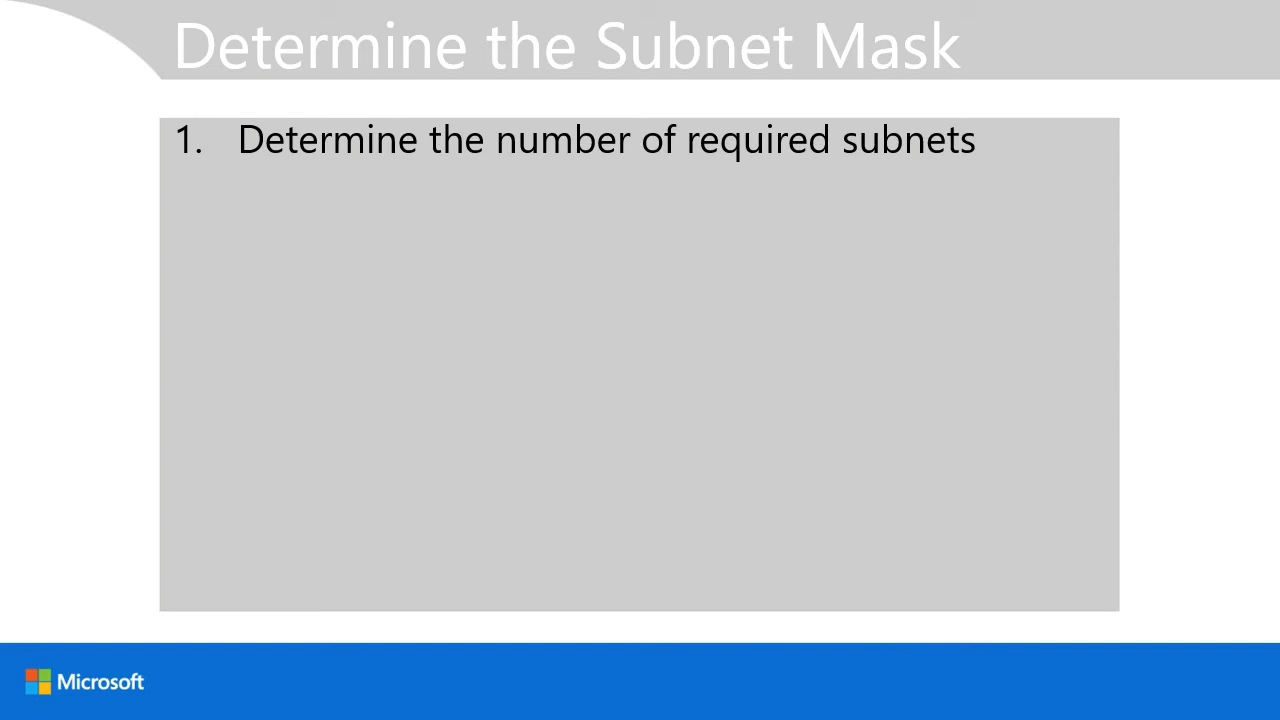 Determine the Subnet Mask
1. Determine the number of required subnets
Microsoft